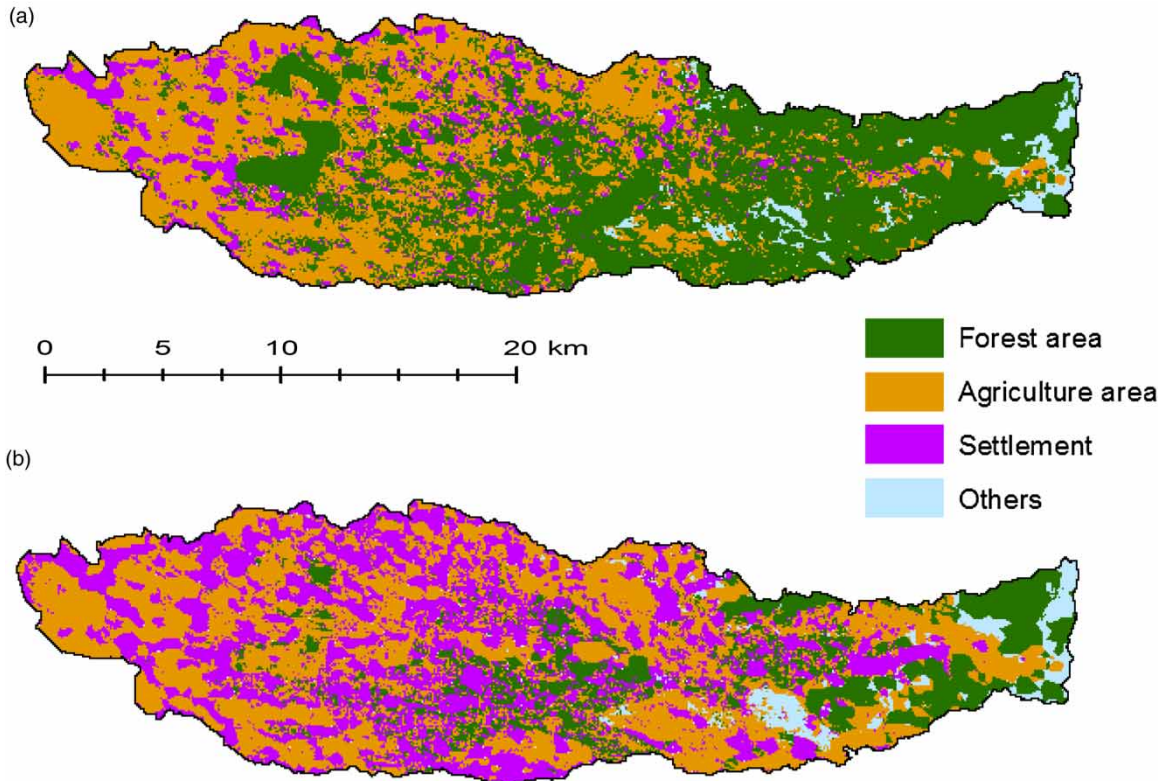 (a)
0 5 10 20 km
Forest area
Agriculture area
Settlement
Others
(b)